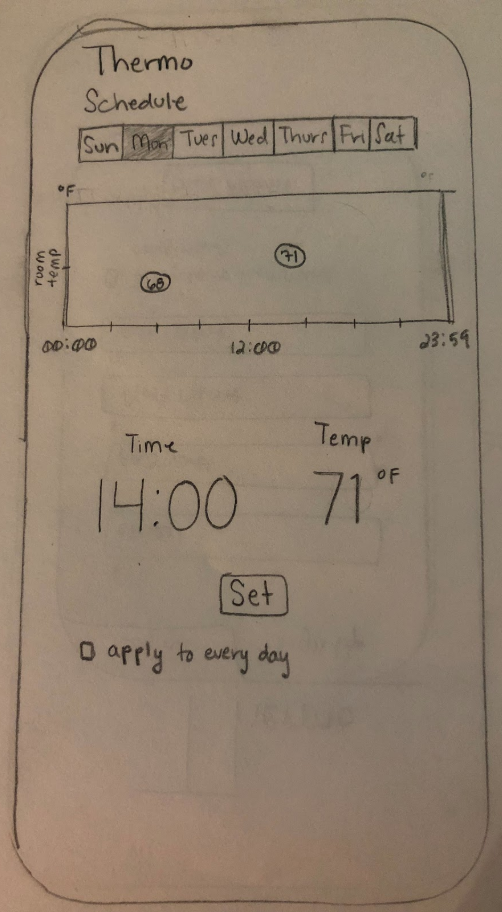 Thermo
Schedule
Sun Mon Tues Wed Thurs Fri Sat
°F
room temp
71
68
00:00 12:00 23:59
Time Temp
14:00 71 °F
Set
apply to every day